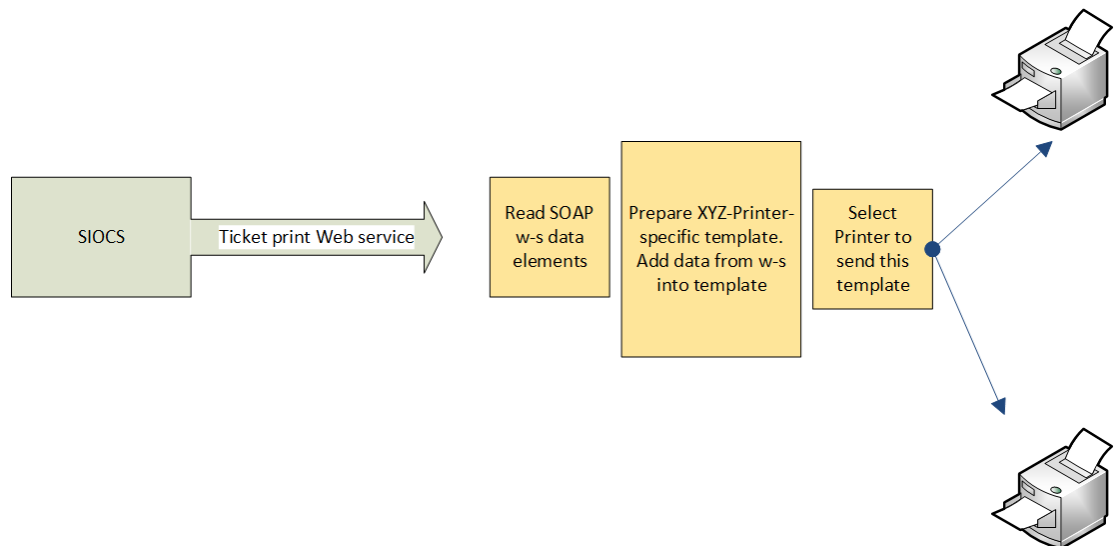 SIOCS
Ticket print Web service
Read SOAP
w-s data
elements
Prepare XYZ-Printer-
specific template.
Add data from w-s
into template
Select
Printer to
send this
template